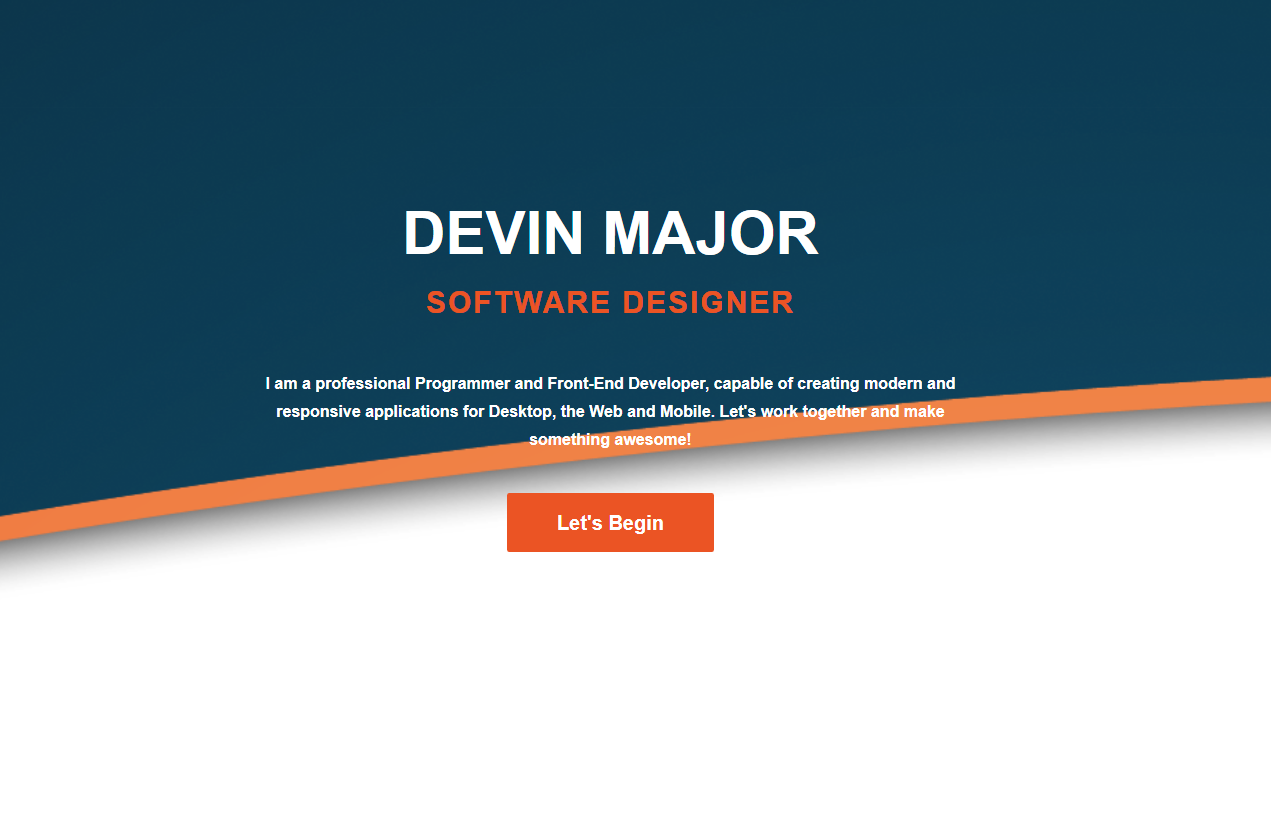 DEVIN MAJOR
SOFTWARE DESIGNER
I am a professional Programmer and Front-End Developer, capable of creating modern and
responsive applications for Desktop, the Web and Mobile. Let's work together and make
something awesome!
Let's Begin